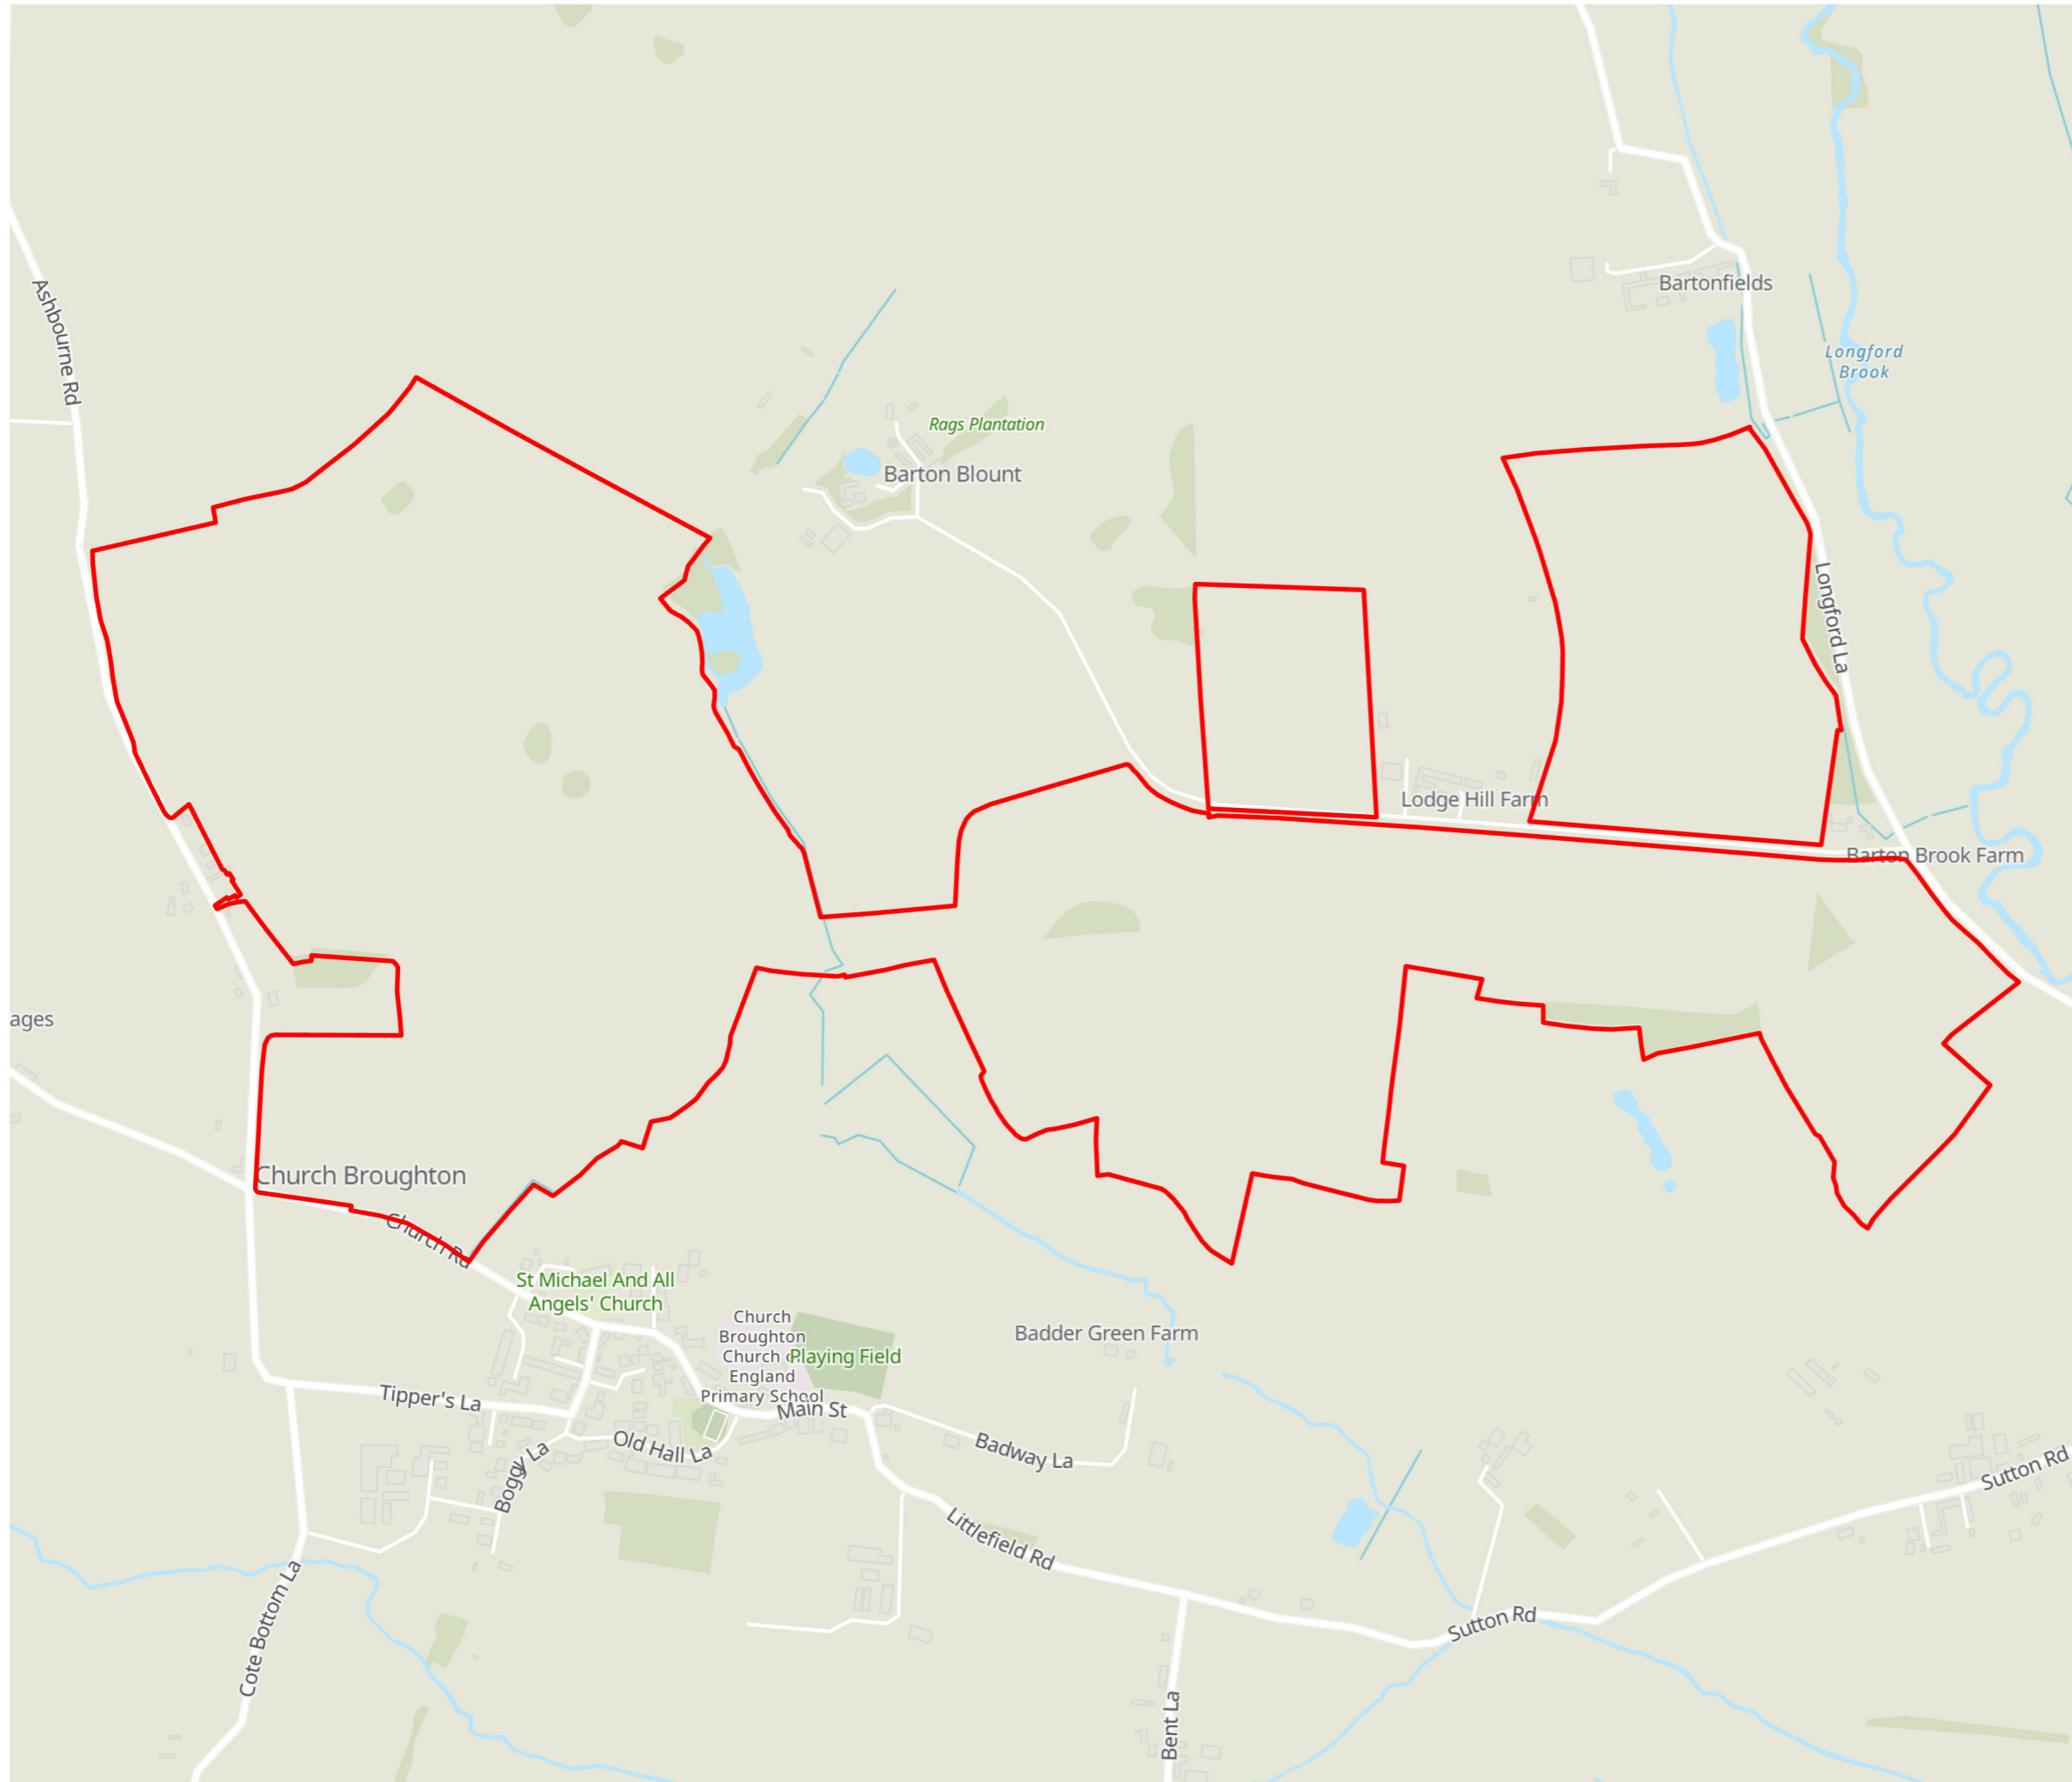 Ashbourne Rd
Bartonfields
Longford
Brook
Rags Plantation
Barton Blount
Longford La
Lodge Hill Farm
Barton Brook Farm
ages
Church Broughton
Church Rd
St Michael And All
Angels' Church
Church
Broughton
Church of
England
Primary School
Playing Field
Badder Green Farm
Tipper's La
Main St
Boggy La
Old Hall La
Badway La
Littlefield Rd
Sutton Rd
Cote Bottom La
Sutton Rd
Bent La